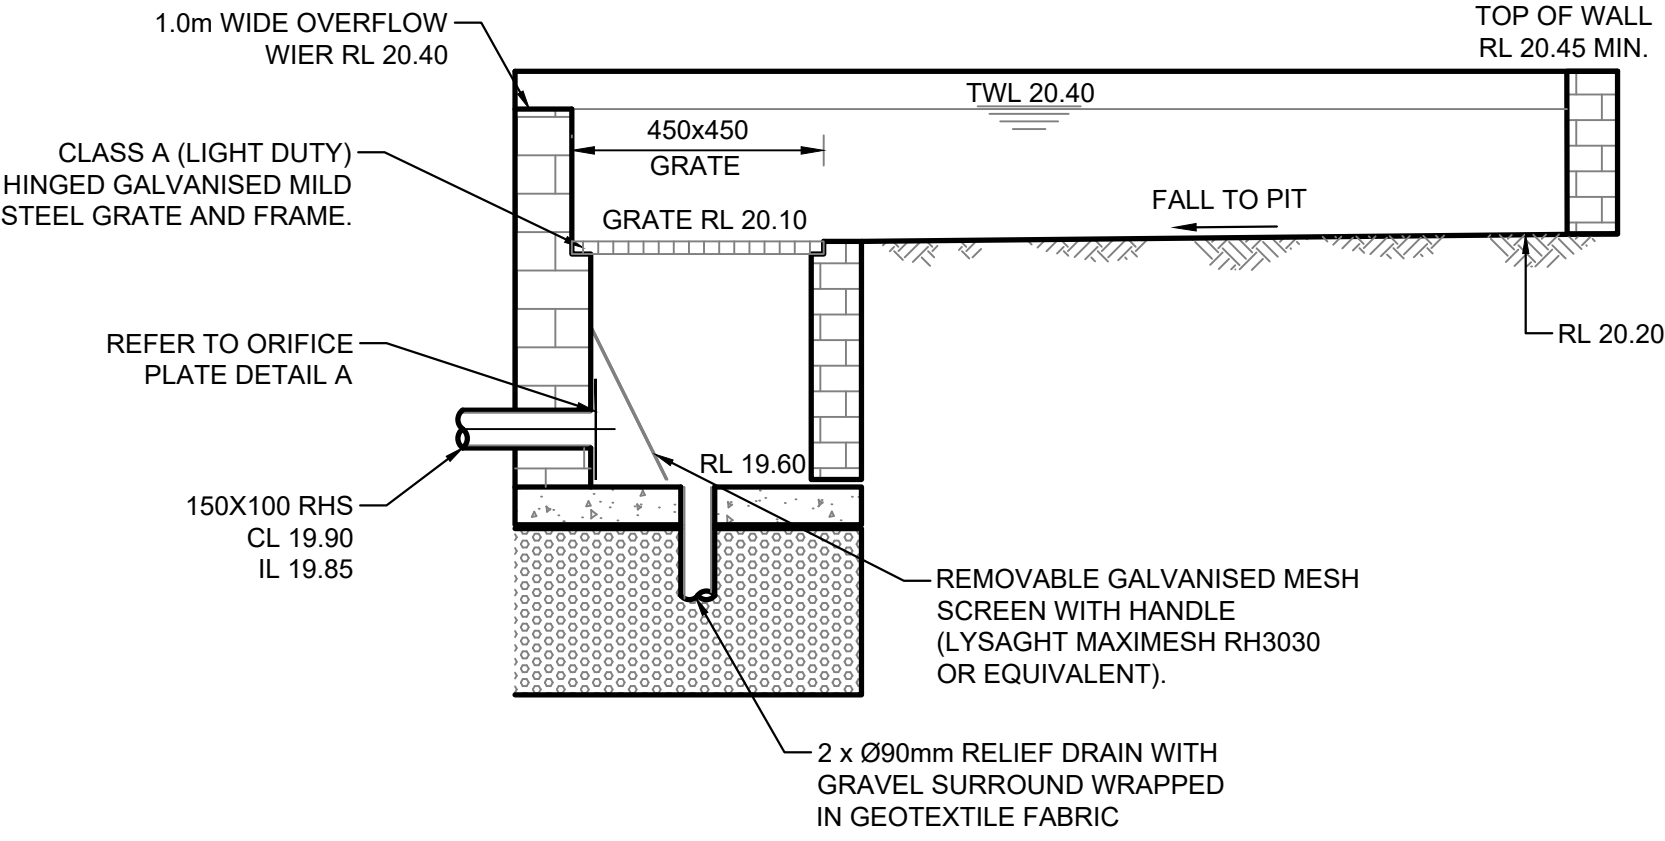 1.0m WIDE OVERFLOW
WIER RL 20.40
TOP OF WALL
RL 20.45 MIN.
TWL 20.40
450x450
GRATE
CLASS A (LIGHT DUTY)
HINGED GALVANISED MILD
STEEL GRATE AND FRAME.
GRATE RL 20.10
FALL TO PIT
REFER TO ORIFICE
PLATE DETAIL A
RL 20.20
RL 19.60
150X100 RHS
CL 19.90
IL 19.85
REMOVABLE GALVANISED MESH
SCREEN WITH HANDLE
(LYSAGHT MAXIMESH RH3030
OR EQUIVALENT).
2 x Ø90mm RELIEF DRAIN WITH
GRAVEL SURROUND WRAPPED
IN GEOTEXTILE FABRIC